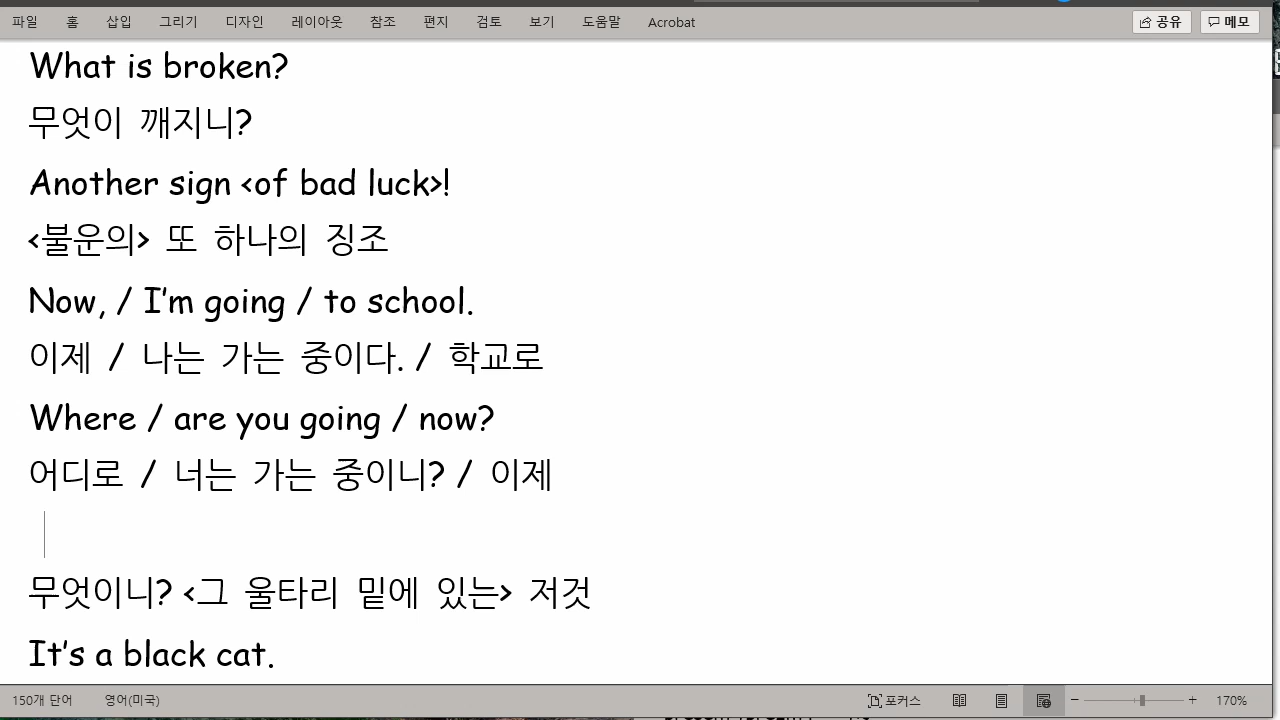 파일 홈 삽입 그리기 디자인 레이아웃 참조 편지 검토 보기 도움말 Acrobat 공유 메모
What is broken?
무엇이 깨지니?
Another sign <of bad luck>!
<불운의> 또 하나의 징조
Now, / I'm going / to school.
이제 / 나는 가는 중이다. / 학교로
Where / are you going / now?
어디로 / 너는 가는 중이니? / 이제
무엇이니? <그 울타리 밑에 있는> 저것
It's a black cat.
150개 단어 영어(미국) 포커스 170%